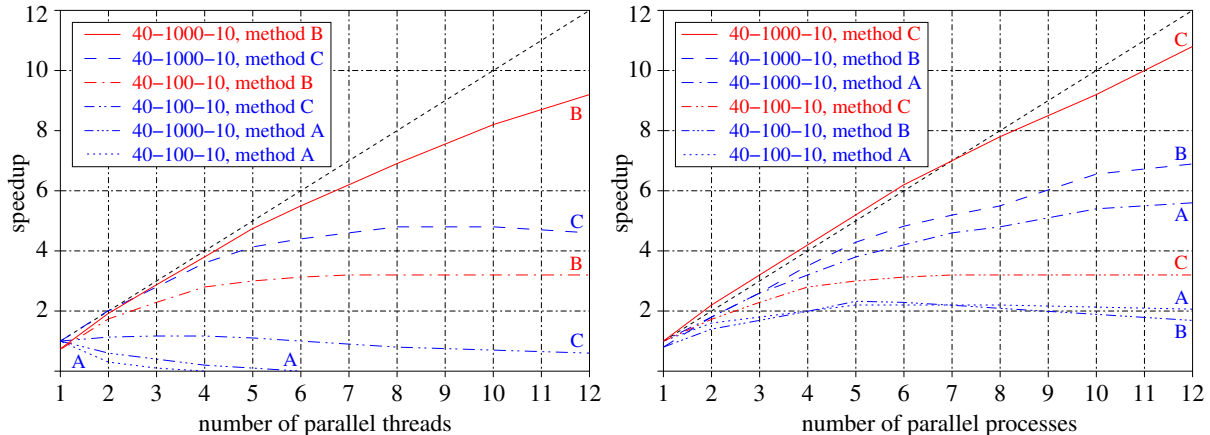 12
10
8
6
4
2
speedup
40−1000−10, method B
40−1000−10, method C
40−100−10, method B
40−100−10, method C
40−1000−10, method A
40−100−10, method A
B
C
B
C
A
A
1 2 3 4 5 6 7 8 9 10 11 12
number of parallel threads
12
10
8
6
4
2
speedup
40−1000−10, method C
40−1000−10, method B
40−1000−10, method A
40−100−10, method C
40−100−10, method B
40−100−10, method A
C
B
A
C
A
B
1 2 3 4 5 6 7 8 9 10 11 12
number of parallel processes